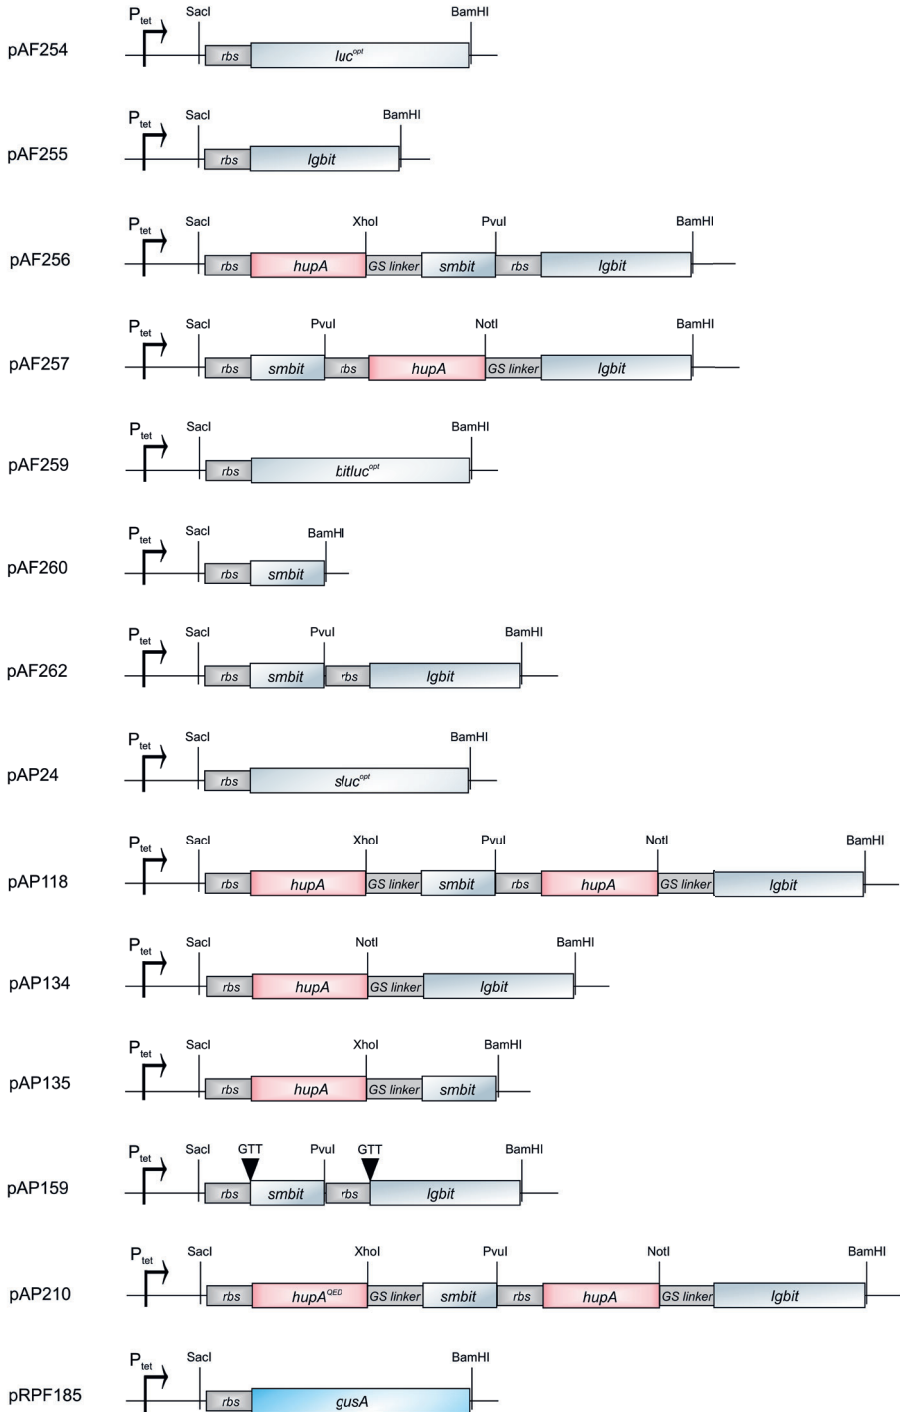 Ptet SacI BamHI
pAF254 rbs lucopt
Ptet SacI BamHI
pAF255 rbs lgbit
Ptet SacI XhoI PvuI BamHI
pAF256 rbs hupA GS linker smbit rbs lgbit
Ptet SacI PvuI NotI BamHI
pAF257 rbs smbit rbs hupA GS linker lgbit
Ptet SacI BamHI
pAF259 rbs bitlucopt
Ptet SacI BamHI
pAF260 rbs smbit
Ptet SacI PvuI BamHI
pAF262 rbs smbit rbs lgbit
Ptet SacI BamHI
pAP24 rbs slucopt
Ptet SacI XhoI PvuI NotI BamHI
pAP118 rbs hupA GS linker smbit rbs hupA GS linker lgbit
Ptet SacI NotI BamHI
pAP134 rbs hupA GS linker lgbit
Ptet SacI XhoI BamHI
pAP135 rbs hupA GS linker smbit
Ptet SacI GTT PvuI GTT BamHI
pAP159 rbs smbit rbs lgbit
Ptet SacI XhoI PvuI NotI BamHI
pAP210 rbs hupAQED GS linker smbit rbs hupA GS linker lgbit
Ptet SacI BamHI
pRPF185 rbs gusA